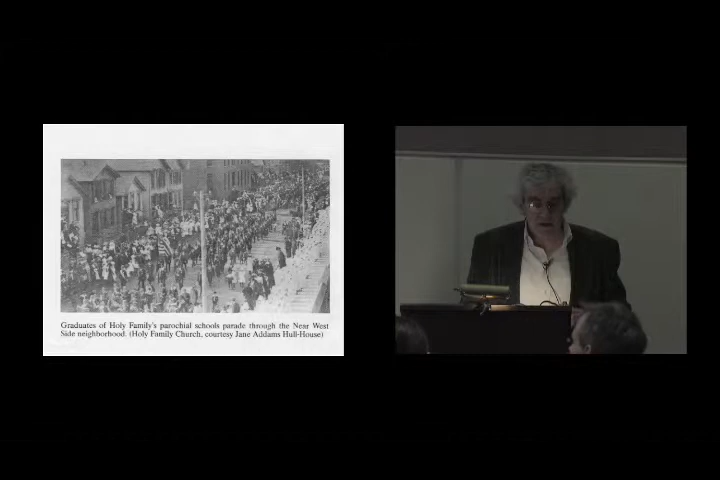 Graduates of Holy Family's parochial schools parade through the Near West
Side neighborhood. (Holy Family Church, courtesy Jane Addams Hull-House)